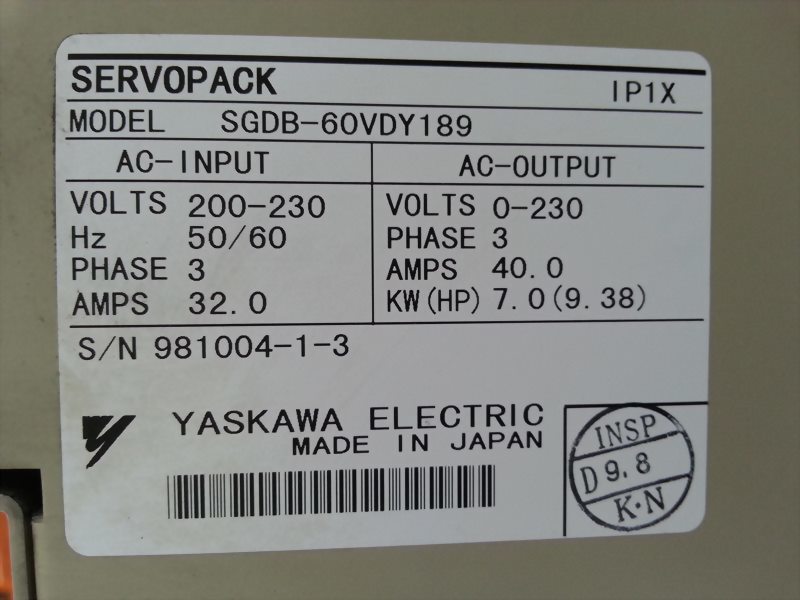 SERVOPACK
IP1X
MODEL SGDB-60VDY189
AC-INPUT
VOLTS 200-230
Hz 50/60
PHASE 3
AMPS 32.0
AC-OUTPUT
VOLTS 0-230
PHASE 3
AMPS 40.0
KW(HP) 7.0(9.38)
S/N 981004-1-3
YASKAWA ELECTRIC
MADE IN JAPAN
INSP
D 9.8
K·N